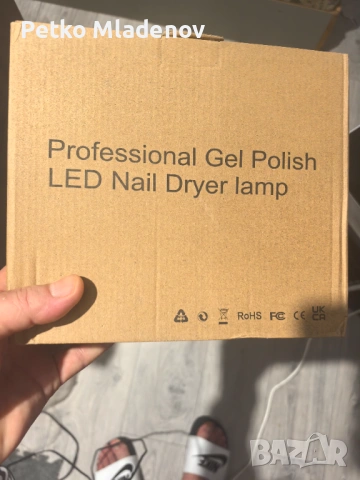 Petko Mladenov
Professional Gel Polish
LED Nail Dryer lamp
RoHS FC CE UK
CA
BAZAR